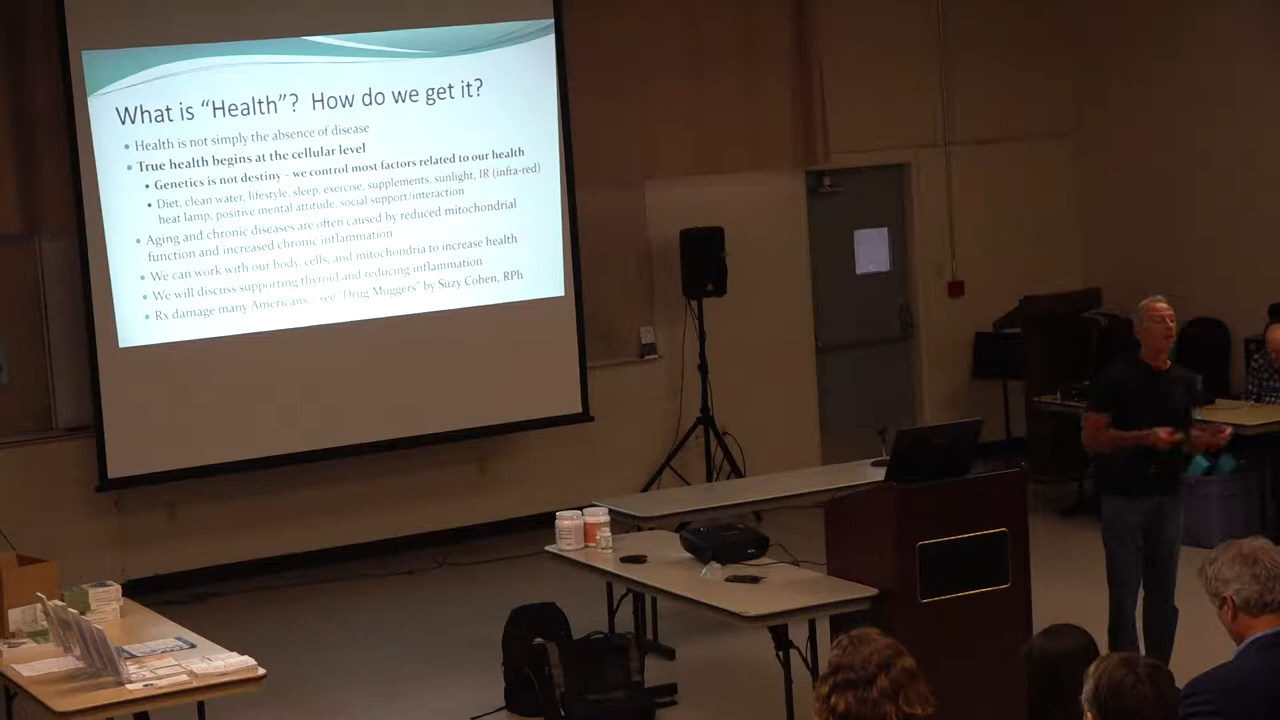 What is “Health”? How do we get it?
• Health is not simply the absence of disease
• True health begins at the cellular level
• Genetics is not destiny – we control most factors related to our health
• Diet, clean water, lifestyle, sleep, exercise, supplements, sunlight, IR (infra-red)
heat lamp, positive mental attitude, social support/interaction
• Aging and chronic diseases are often caused by reduced mitochondrial
function and increased chronic inflammation
• We can work with our body, cells, and mitochondria to increase health
• We will discuss supporting thyroid and reducing inflammation
• Rx damage many Americans – see “Drug Muggers” by Suzy Cohen, RPh